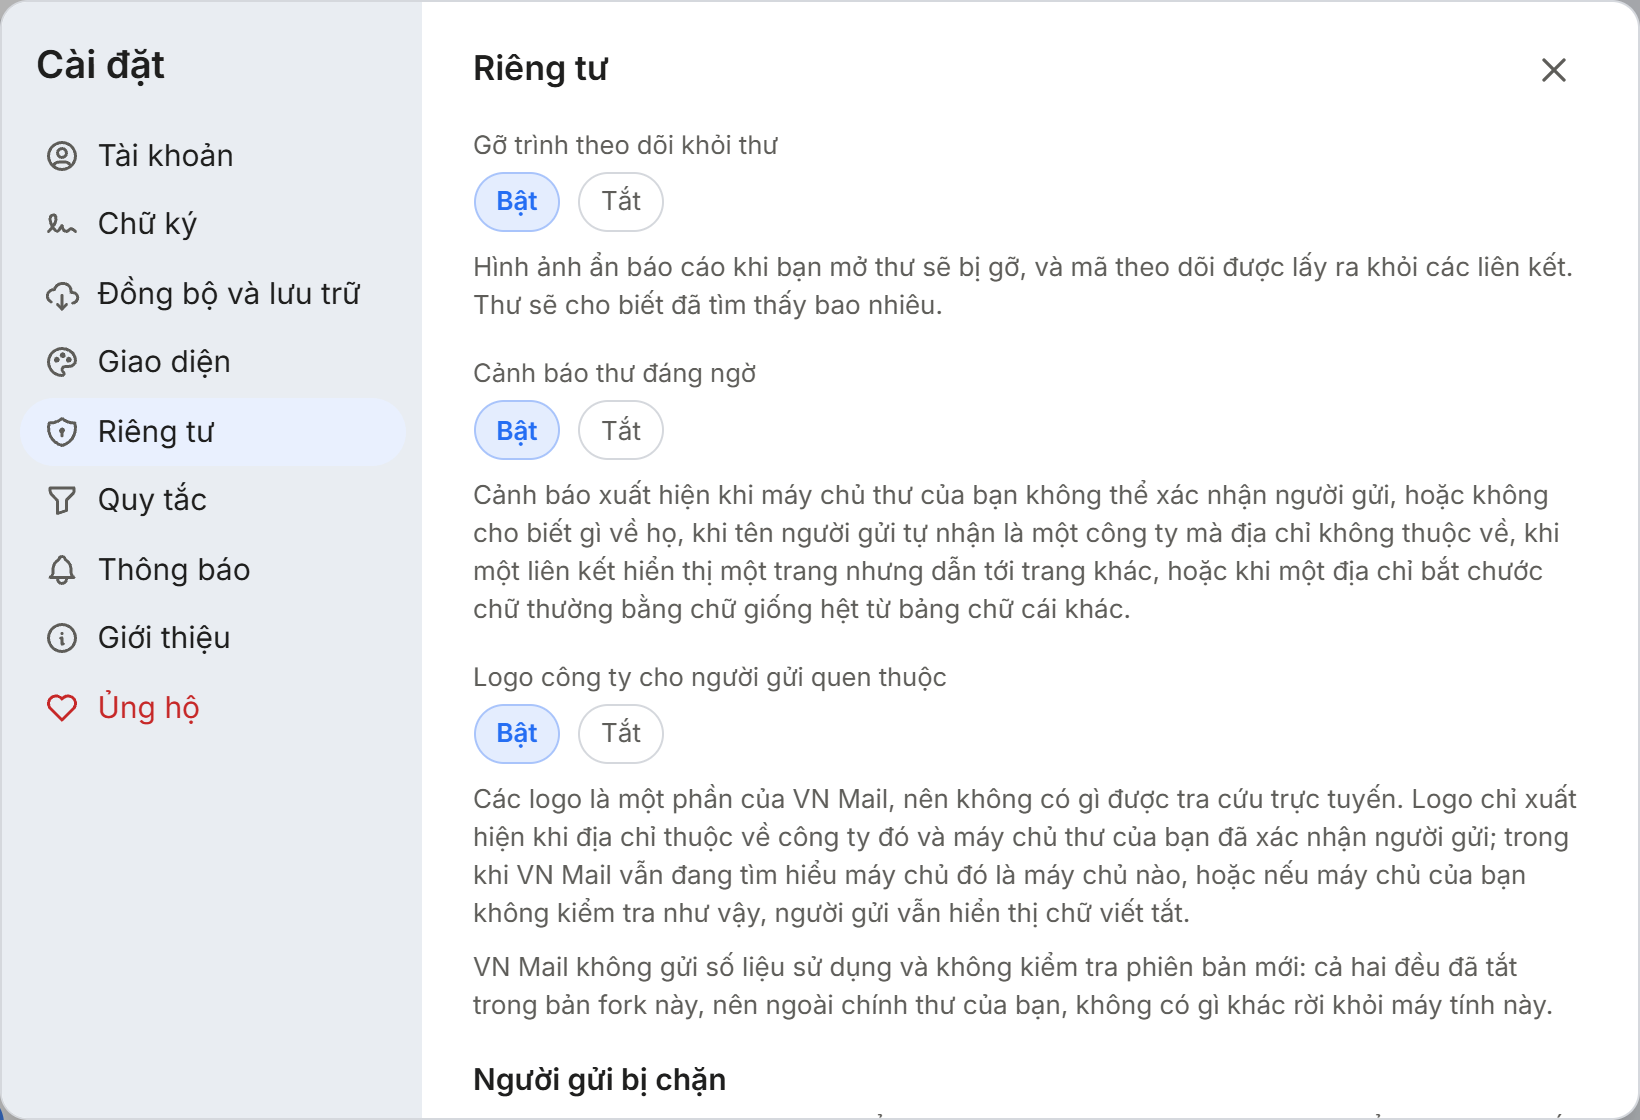 Cài đặt
Tài khoản
Chữ ký
Đồng bộ và lưu trữ
Giao diện
Riêng tư
Quy tắc
Thông báo
Giới thiệu
Ủng hộ
Riêng tư
Gỡ trình theo dõi khỏi thư
Bật Tắt
Hình ảnh ẩn báo cáo khi bạn mở thư sẽ bị gỡ, và mã theo dõi được lấy ra khỏi các liên kết.
Thư sẽ cho biết đã tìm thấy bao nhiêu.
Cảnh báo thư đáng ngờ
Bật Tắt
Cảnh báo xuất hiện khi máy chủ thư của bạn không thể xác nhận người gửi, hoặc không
cho biết gì về họ, khi tên người gửi tự nhận là một công ty mà địa chỉ không thuộc về, khi
một liên kết hiển thị một trang nhưng dẫn tới trang khác, hoặc khi một địa chỉ bắt chước
chữ thường bằng chữ giống hệt từ bảng chữ cái khác.
Logo công ty cho người gửi quen thuộc
Bật Tắt
Các logo là một phần của VN Mail, nên không có gì được tra cứu trực tuyến. Logo chỉ xuất
hiện khi địa chỉ thuộc về công ty đó và máy chủ thư của bạn đã xác nhận người gửi; trong
khi VN Mail vẫn đang tìm hiểu máy chủ đó là máy chủ nào, hoặc nếu máy chủ của bạn
không kiểm tra như vậy, người gửi vẫn hiển thị chữ viết tắt.
VN Mail không gửi số liệu sử dụng và không kiểm tra phiên bản mới: cả hai đều đã tắt
trong bản fork này, nên ngoài chính thư của bạn, không có gì khác rời khỏi máy tính này.
Người gửi bị chặn